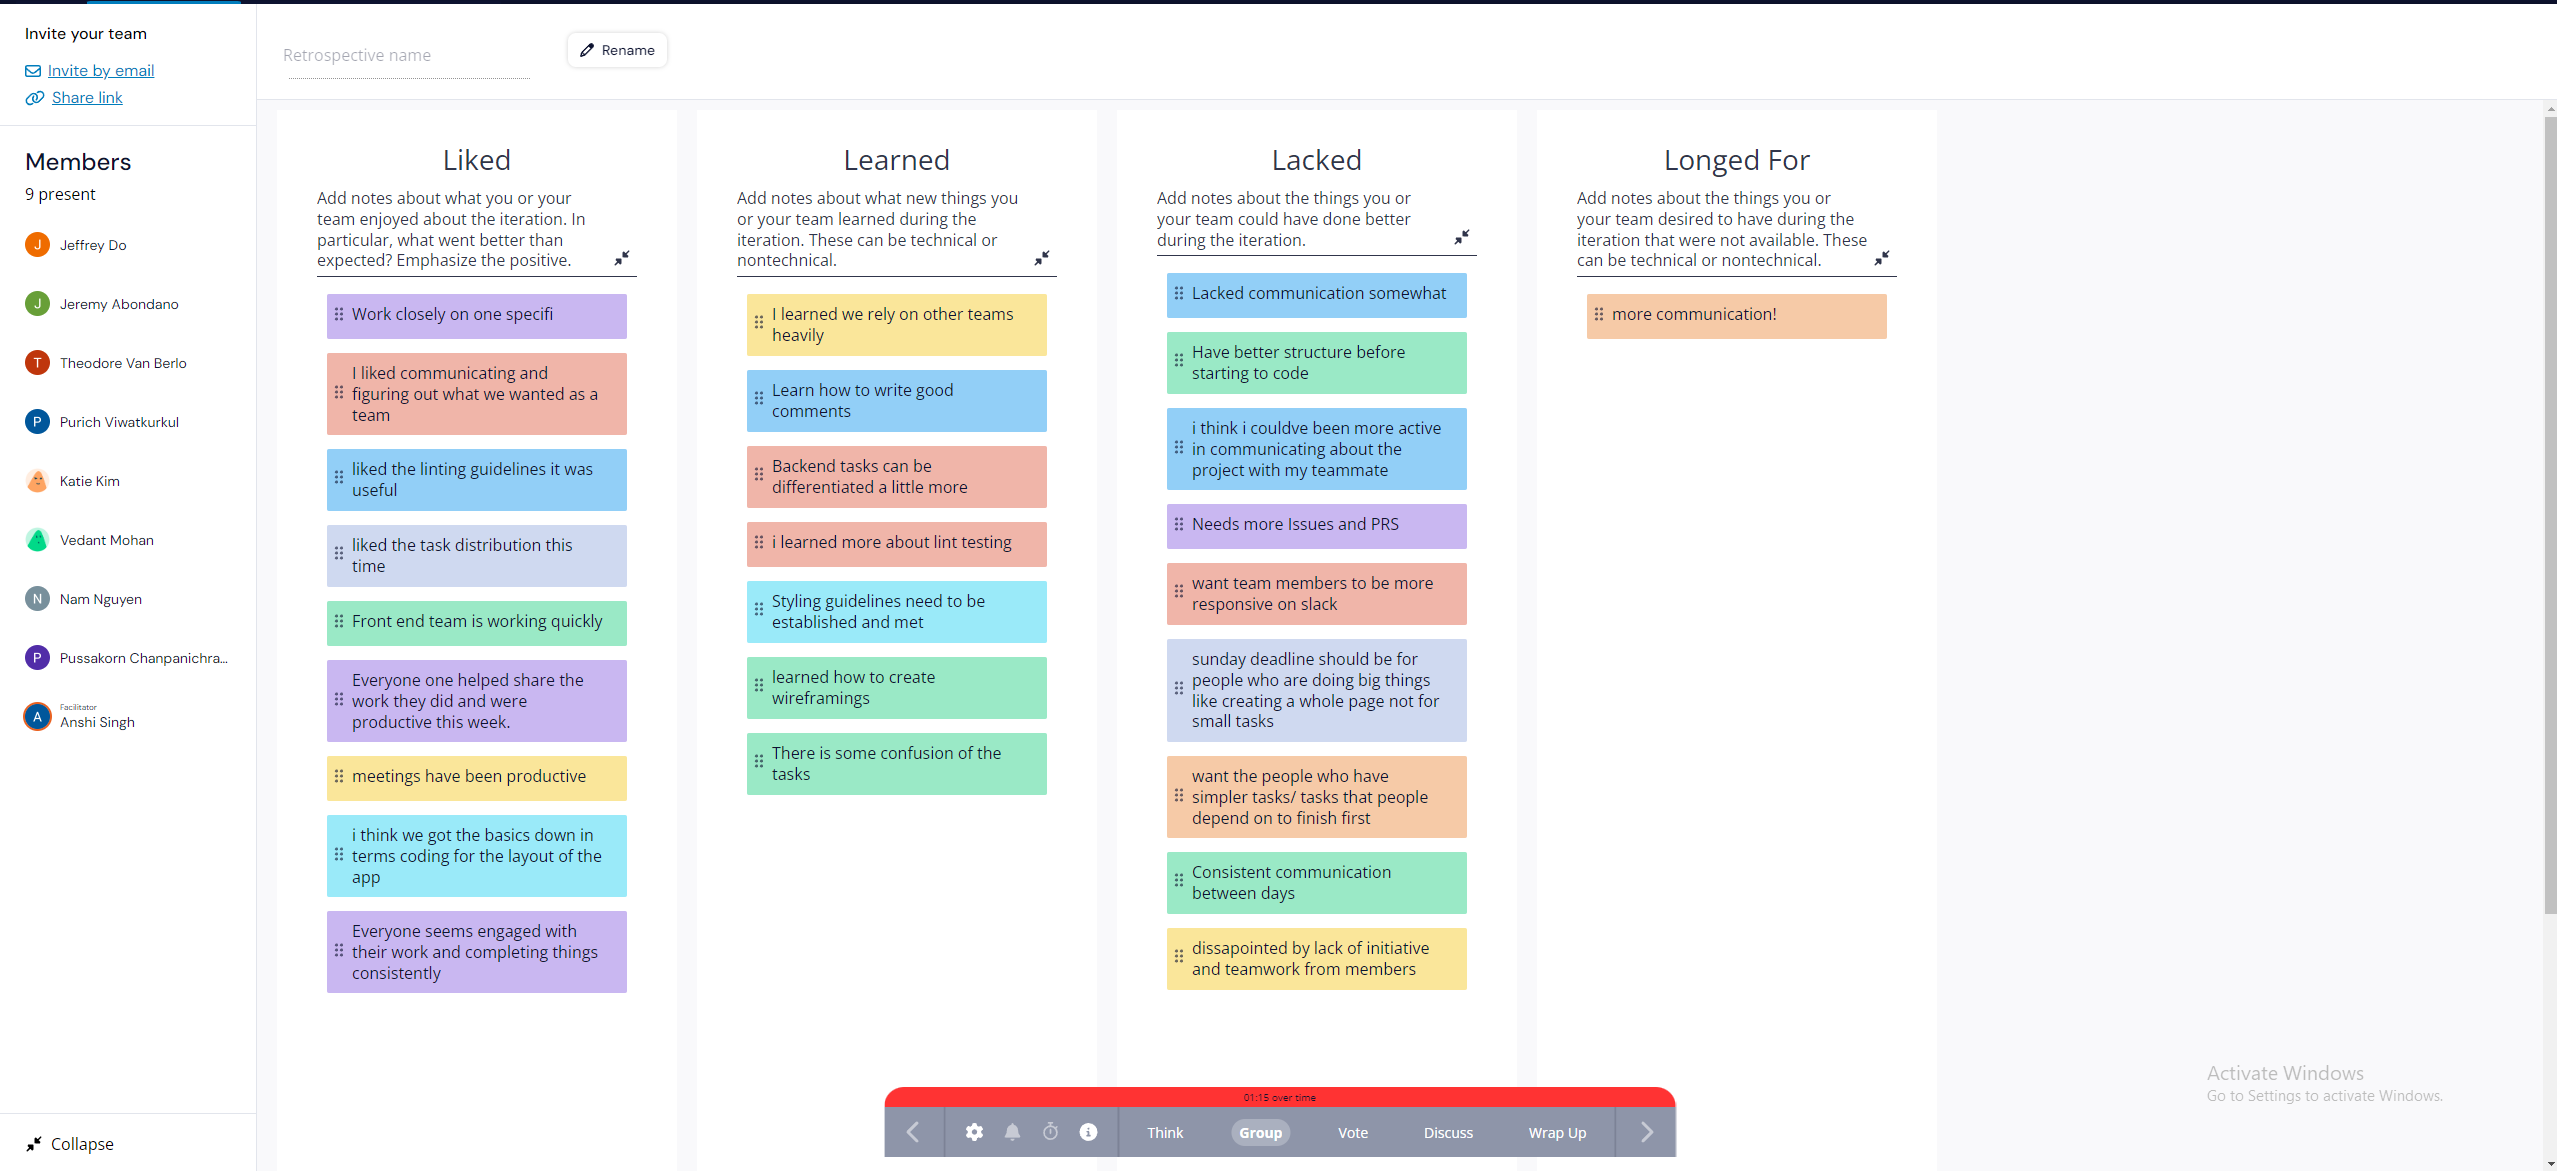 Invite your team
Invite by email
Share link
Members
9 present
J
Jeffrey Do
J
Jeremy Abondano
T
Theodore Van Berlo
P
Purich Viwatkurkul
Katie Kim
Vedant Mohan
N
Nam Nguyen
P
Pussakorn Chanpanichra...
A
Facilitator
Anshi Singh
Collapse
Retrospective name
Rename
Liked
Add notes about what you or your
team enjoyed about the iteration. In
particular, what went better than
expected? Emphasize the positive.
Work closely on one specifi
I liked communicating and
figuring out what we wanted as a
team
liked the linting guidelines it was
useful
liked the task distribution this
time
Front end team is working quickly
Everyone one helped share the
work they did and were
productive this week.
meetings have been productive
i think we got the basics down in
terms coding for the layout of the
app
Everyone seems engaged with
their work and completing things
consistently
Learned
Add notes about what new things you
or your team learned during the
iteration. These can be technical or
nontechnical.
I learned we rely on other teams
heavily
Learn how to write good
comments
Backend tasks can be
differentiated a little more
i learned more about lint testing
Styling guidelines need to be
established and met
learned how to create
wireframings
There is some confusion of the
tasks
Lacked
Add notes about the things you or
your team could have done better
during the iteration.
Lacked communication somewhat
Have better structure before
starting to code
i think i couldve been more active
in communicating about the
project with my teammate
Needs more Issues and PRS
want team members to be more
responsive on slack
sunday deadline should be for
people who are doing big things
like creating a whole page not for
small tasks
want the people who have
simpler tasks/ tasks that people
depend on to finish first
Consistent communication
between days
dissapointed by lack of initiative
and teamwork from members
Longed For
Add notes about the things you or
your team desired to have during the
iteration that were not available. These
can be technical or nontechnical.
more communication!
01:15 over time
Think
Group
Vote
Discuss
Wrap Up
Activate Windows
Go to Settings to activate Windows.